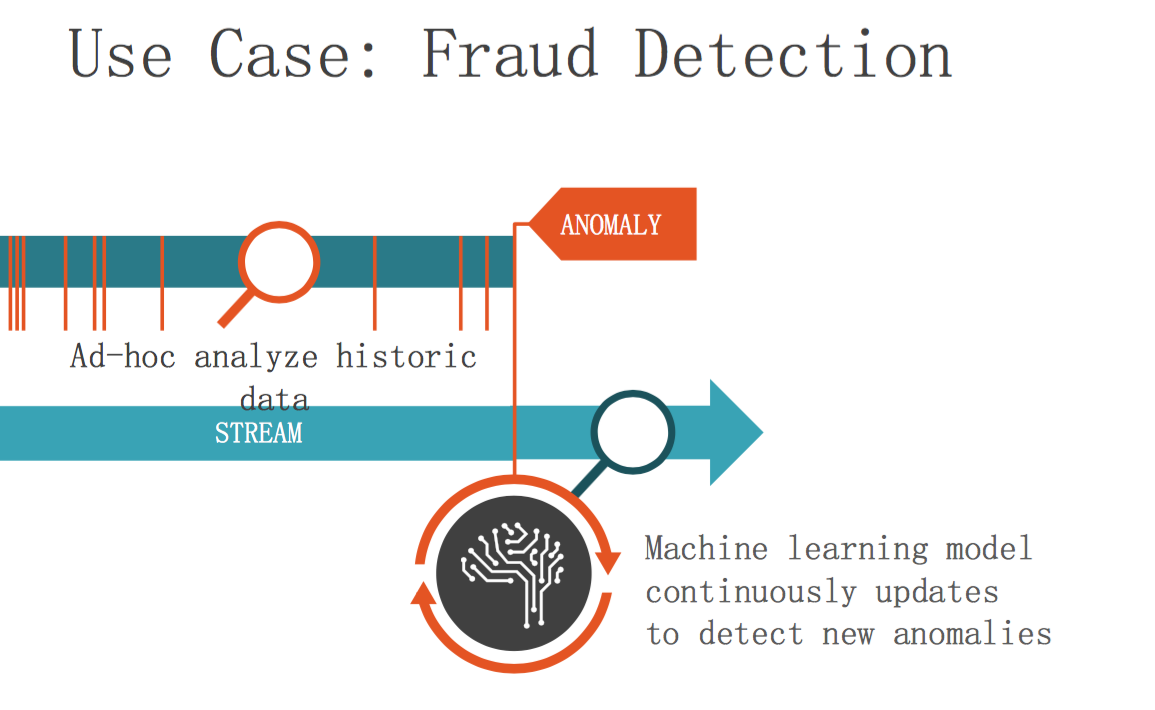 Use Case: Fraud Detection
ANOMALY
Ad-hoc analyze historic
data
STREAM
Machine learning model
continuously updates
to detect new anomalies